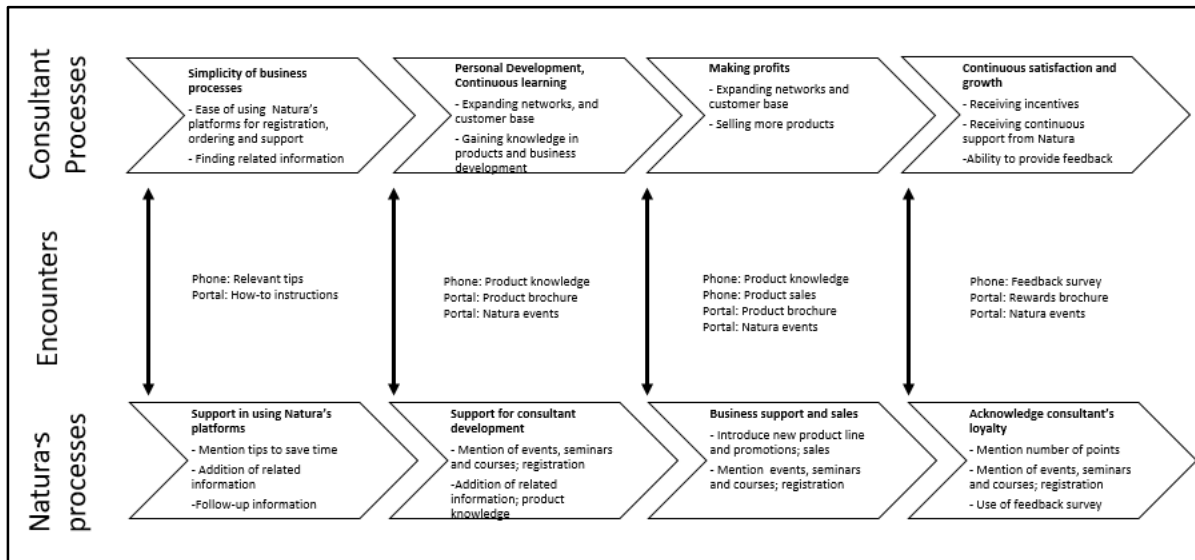 Consultant
Processes
Simplicity of business
processes
- Ease of using Natura's
platforms for registration,
ordering and support
- Finding related information
Personal Development,
Continuous learning
- Expanding networks, and
customer base
- Gaining knowledge in
products and business
development
Making profits
- Expanding networks and
customer base
- Selling more products
Continuous satisfaction and
growth
- Receiving incentives
- Receiving continuous
support from Natura
-Ability to provide feedback
Encounters
Phone: Relevant tips
Portal: How-to instructions
Phone: Product knowledge
Portal: Product brochure
Portal: Natura events
Phone: Product knowledge
Phone: Product sales
Portal: Product brochure
Portal: Natura events
Phone: Feedback survey
Portal: Rewards brochure
Portal: Natura events
Natura's
processes
Support in using Natura's
platforms
- Mention tips to save time
- Addition of related
information
-Follow-up information
Support for consultant
development
- Mention of events, seminars
and courses; registration
-Addition of related
information; product
knowledge
Business support and sales
- Introduce new product line
and promotions; sales
- Mention events, seminars
and courses; registration
Acknowledge consultant's
loyalty
- Mention number of points
- Mention of events, seminars
and courses; registration
- Use of feedback survey